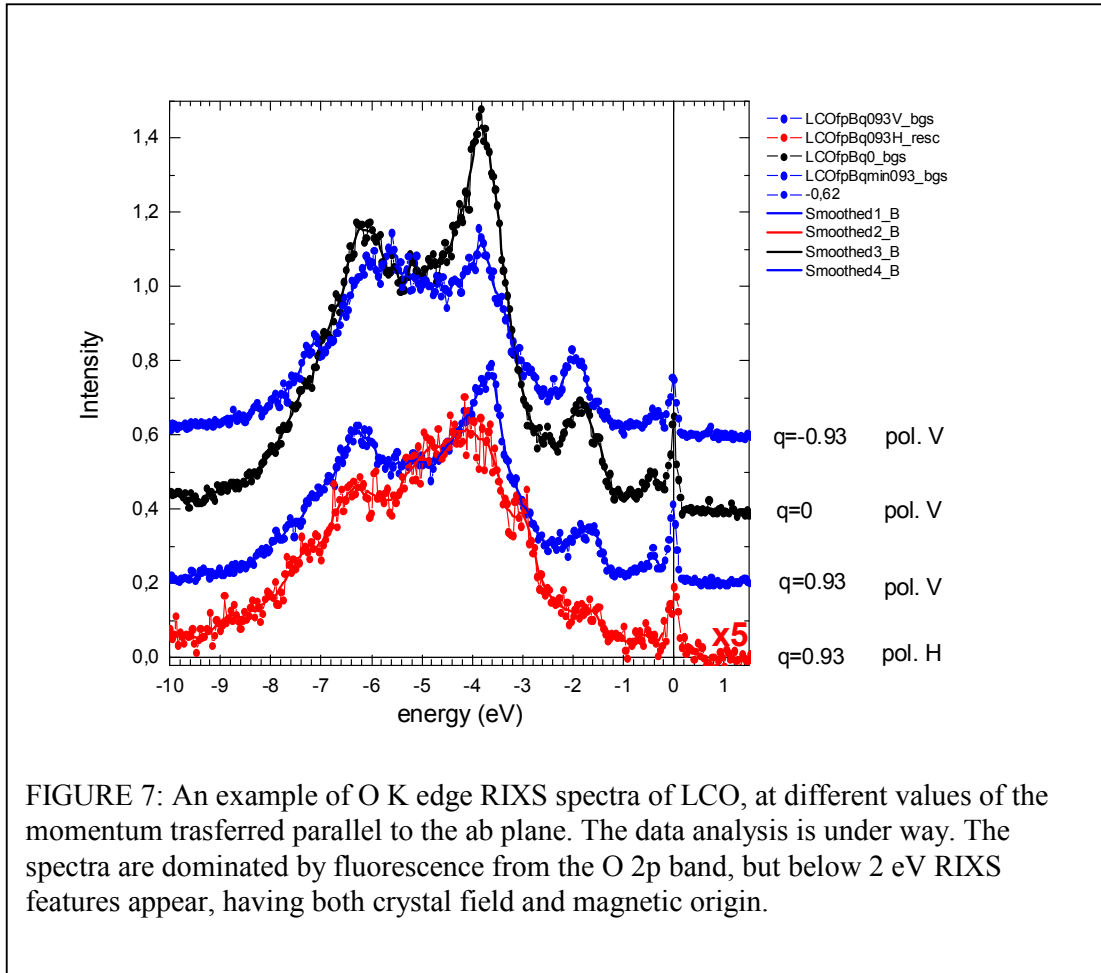 1,4
1,2
1,0
0,8
0,6
0,4
0,2
0,0
Intensity
-10 -9 -8 -7 -6 -5 -4 -3 -2 -1 0 1
energy (eV)
LCOfpBq093V_bgs
LCOfpBq093H_resc
LCOfpBq0_bgs
LCOfpBqmin093_bgs
-0,62
Smoothed1_B
Smoothed2_B
Smoothed3_B
Smoothed4_B
q=-0.93 pol. V
q=0 pol. V
q=0.93 pol. V
x5
q=0.93 pol. H
FIGURE 7: An example of O K edge RIXS spectra of LCO, at different values of the
momentum trasferred parallel to the ab plane. The data analysis is under way. The
spectra are dominated by fluorescence from the O 2p band, but below 2 eV RIXS
features appear, having both crystal field and magnetic origin.